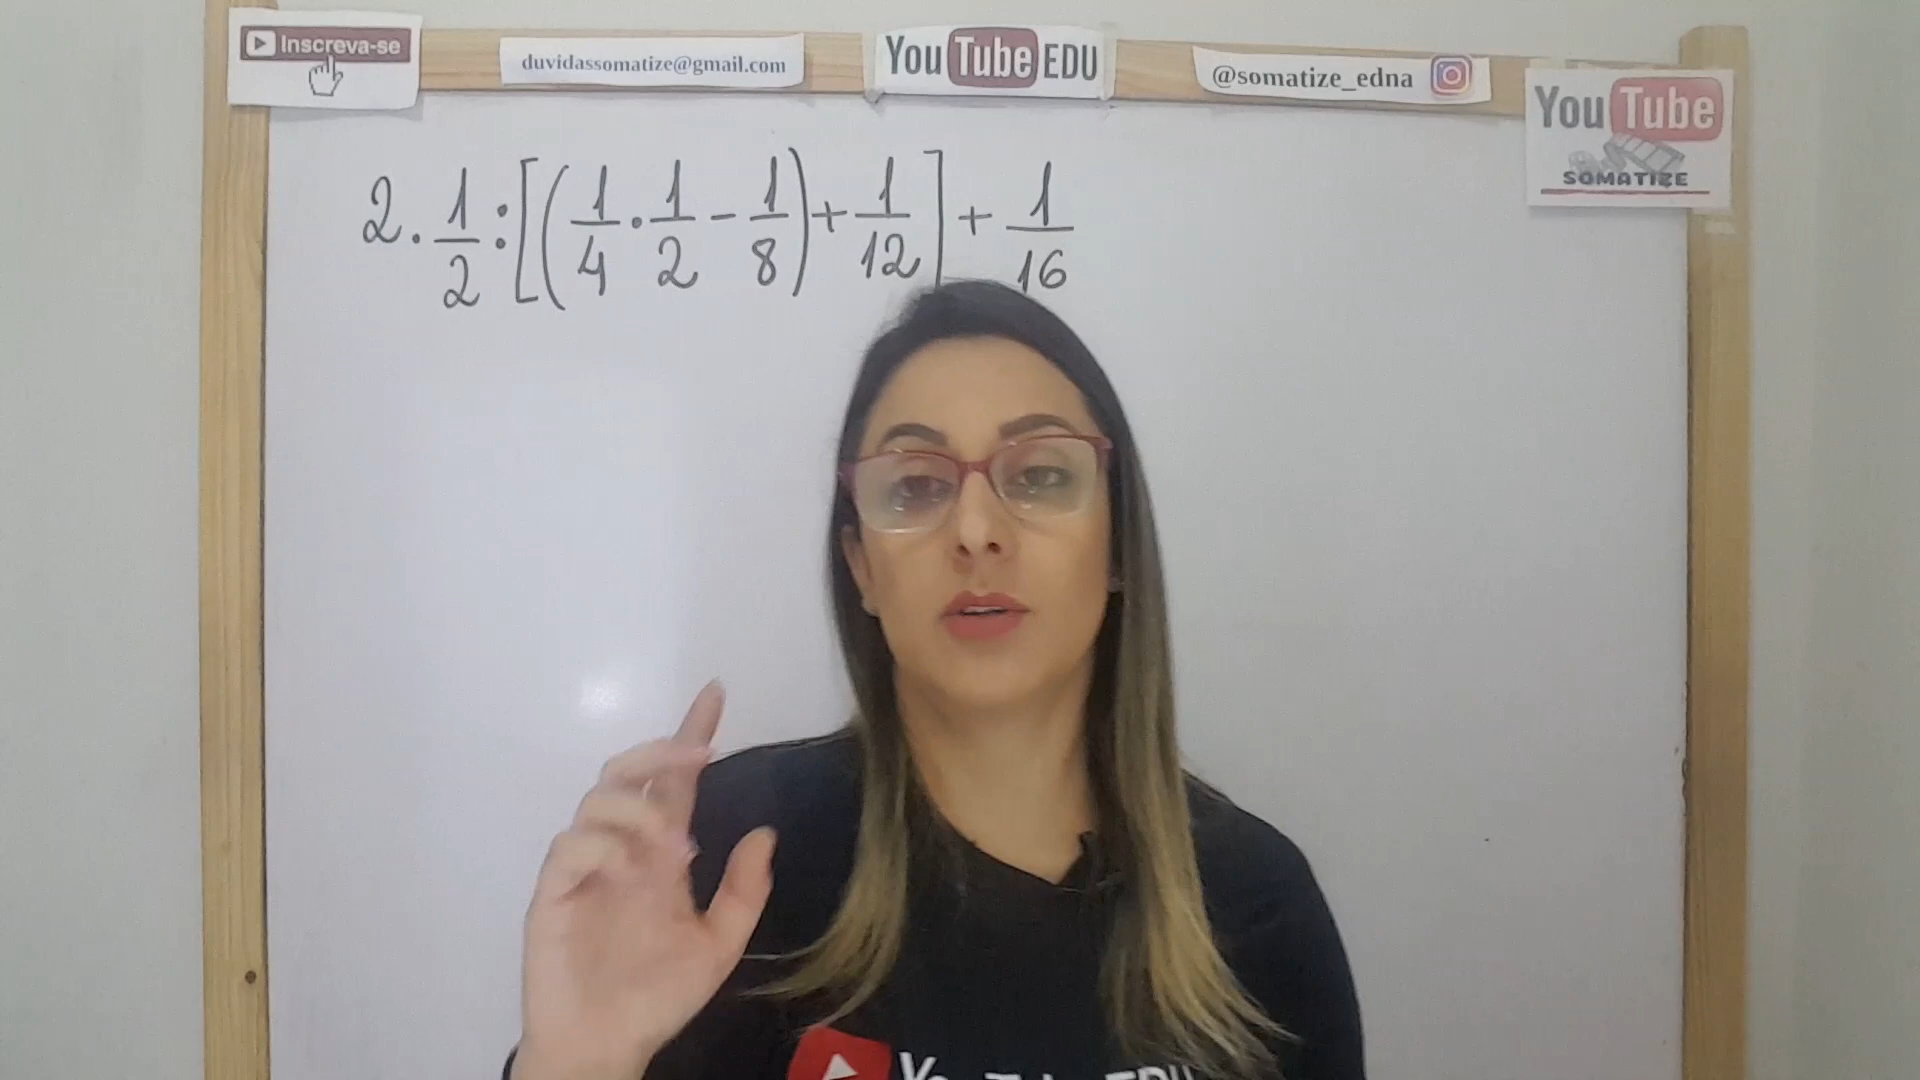 Inscreva-se
duvidassomatize@gmail.com
YouTube EDU
@somatize_edna
YouTube
SOMATIZE
2 . 1/2 : [(1/4 . 1/2 - 1/8) + 1/12] + 1/16